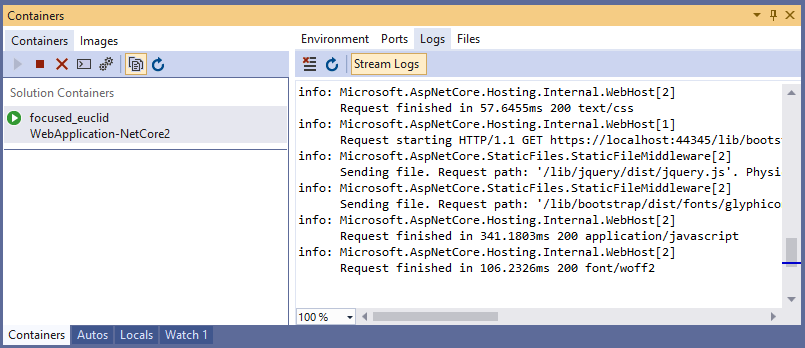 Containers
Containers Images
Environment Ports Logs Files
Stream Logs
Solution Containers
focused_euclid
WebApplication-NetCore2
info: Microsoft.AspNetCore.Hosting.Internal.WebHost[2]
Request finished in 57.6455ms 200 text/css
info: Microsoft.AspNetCore.Hosting.Internal.WebHost[1]
Request starting HTTP/1.1 GET https://localhost:44345/lib/boots
info: Microsoft.AspNetCore.StaticFiles.StaticFileMiddleware[2]
Sending file. Request path: '/lib/jquery/dist/jquery.js'. Physi
info: Microsoft.AspNetCore.StaticFiles.StaticFileMiddleware[2]
Sending file. Request path: '/lib/bootstrap/dist/fonts/glyphico
info: Microsoft.AspNetCore.Hosting.Internal.WebHost[2]
Request finished in 341.1803ms 200 application/javascript
info: Microsoft.AspNetCore.Hosting.Internal.WebHost[2]
Request finished in 106.2326ms 200 font/woff2
100 %
Containers Autos Locals Watch 1